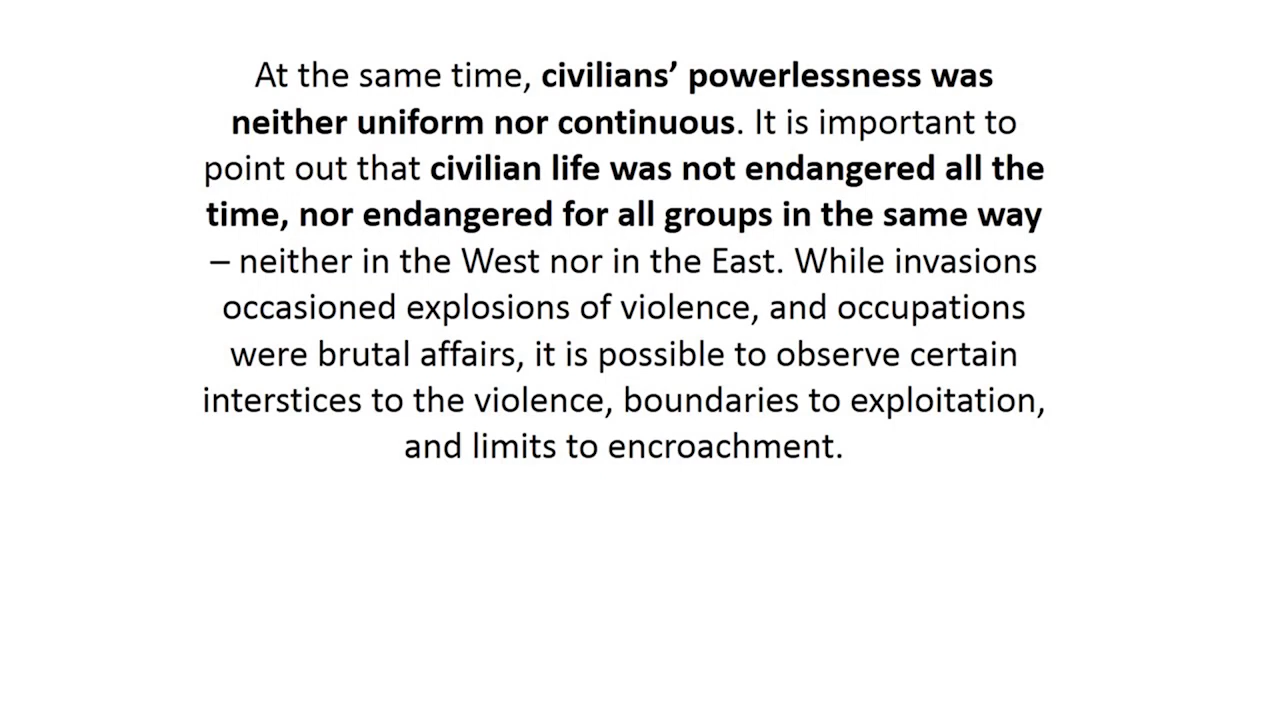 At the same time, civilians’ powerlessness was
neither uniform nor continuous. It is important to
point out that civilian life was not endangered all the
time, nor endangered for all groups in the same way
– neither in the West nor in the East. While invasions
occasioned explosions of violence, and occupations
were brutal affairs, it is possible to observe certain
interstices to the violence, boundaries to exploitation,
and limits to encroachment.